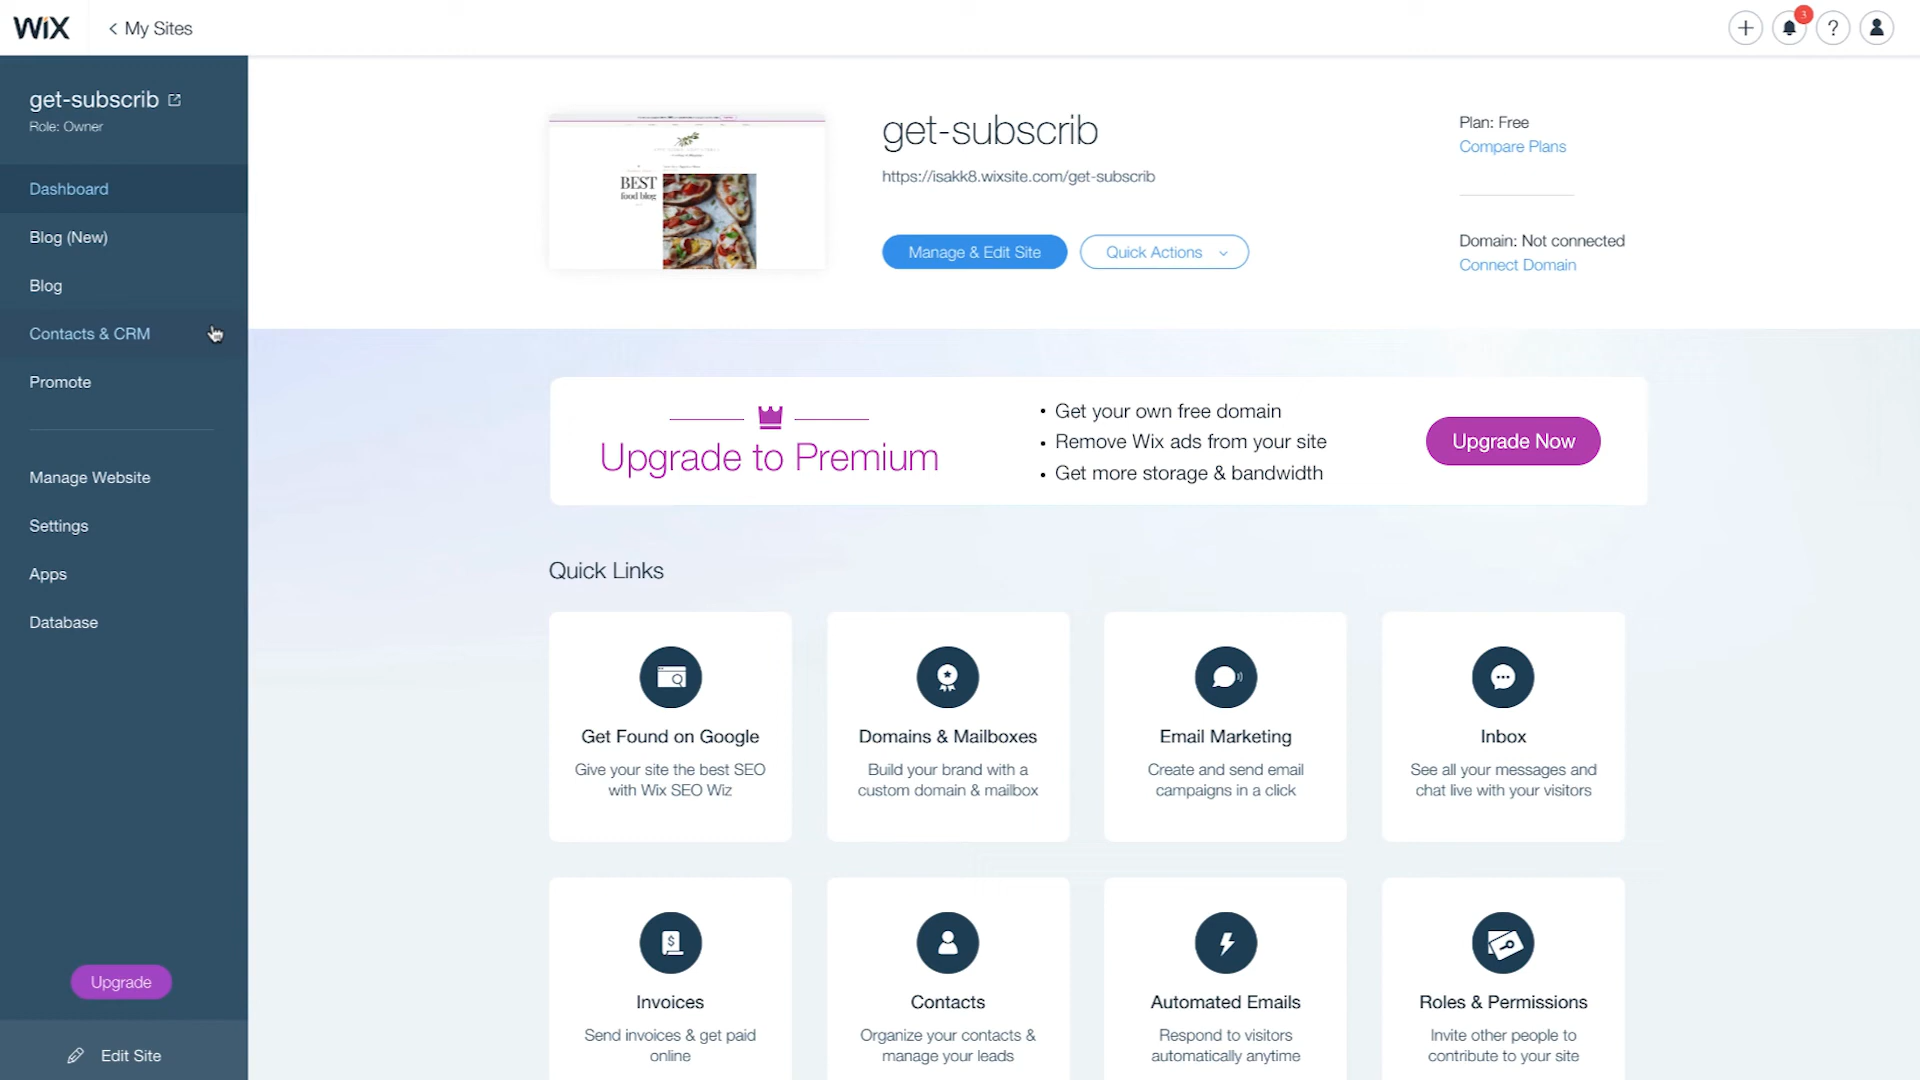 WiX
My Sites
3
?
get-subscrib
Role: Owner
Dashboard
Blog (New)
Blog
Contacts & CRM
Promote
Manage Website
Settings
Apps
Database
Upgrade
Edit Site
BEST
food blog
get-subscrib
https://isakk8.wixsite.com/get-subscrib
Manage & Edit Site
Quick Actions
Plan: Free
Compare Plans
Domain: Not connected
Connect Domain
Upgrade to Premium
• Get your own free domain
• Remove Wix ads from your site
• Get more storage & bandwidth
Upgrade Now
Quick Links
Get Found on Google
Give your site the best SEO
with Wix SEO Wiz
Domains & Mailboxes
Build your brand with a
custom domain & mailbox
Email Marketing
Create and send email
campaigns in a click
Inbox
See all your messages and
chat live with your visitors
Invoices
Send invoices & get paid
online
Contacts
Organize your contacts &
manage your leads
Automated Emails
Respond to visitors
automatically anytime
Roles & Permissions
Invite other people to
contribute to your site